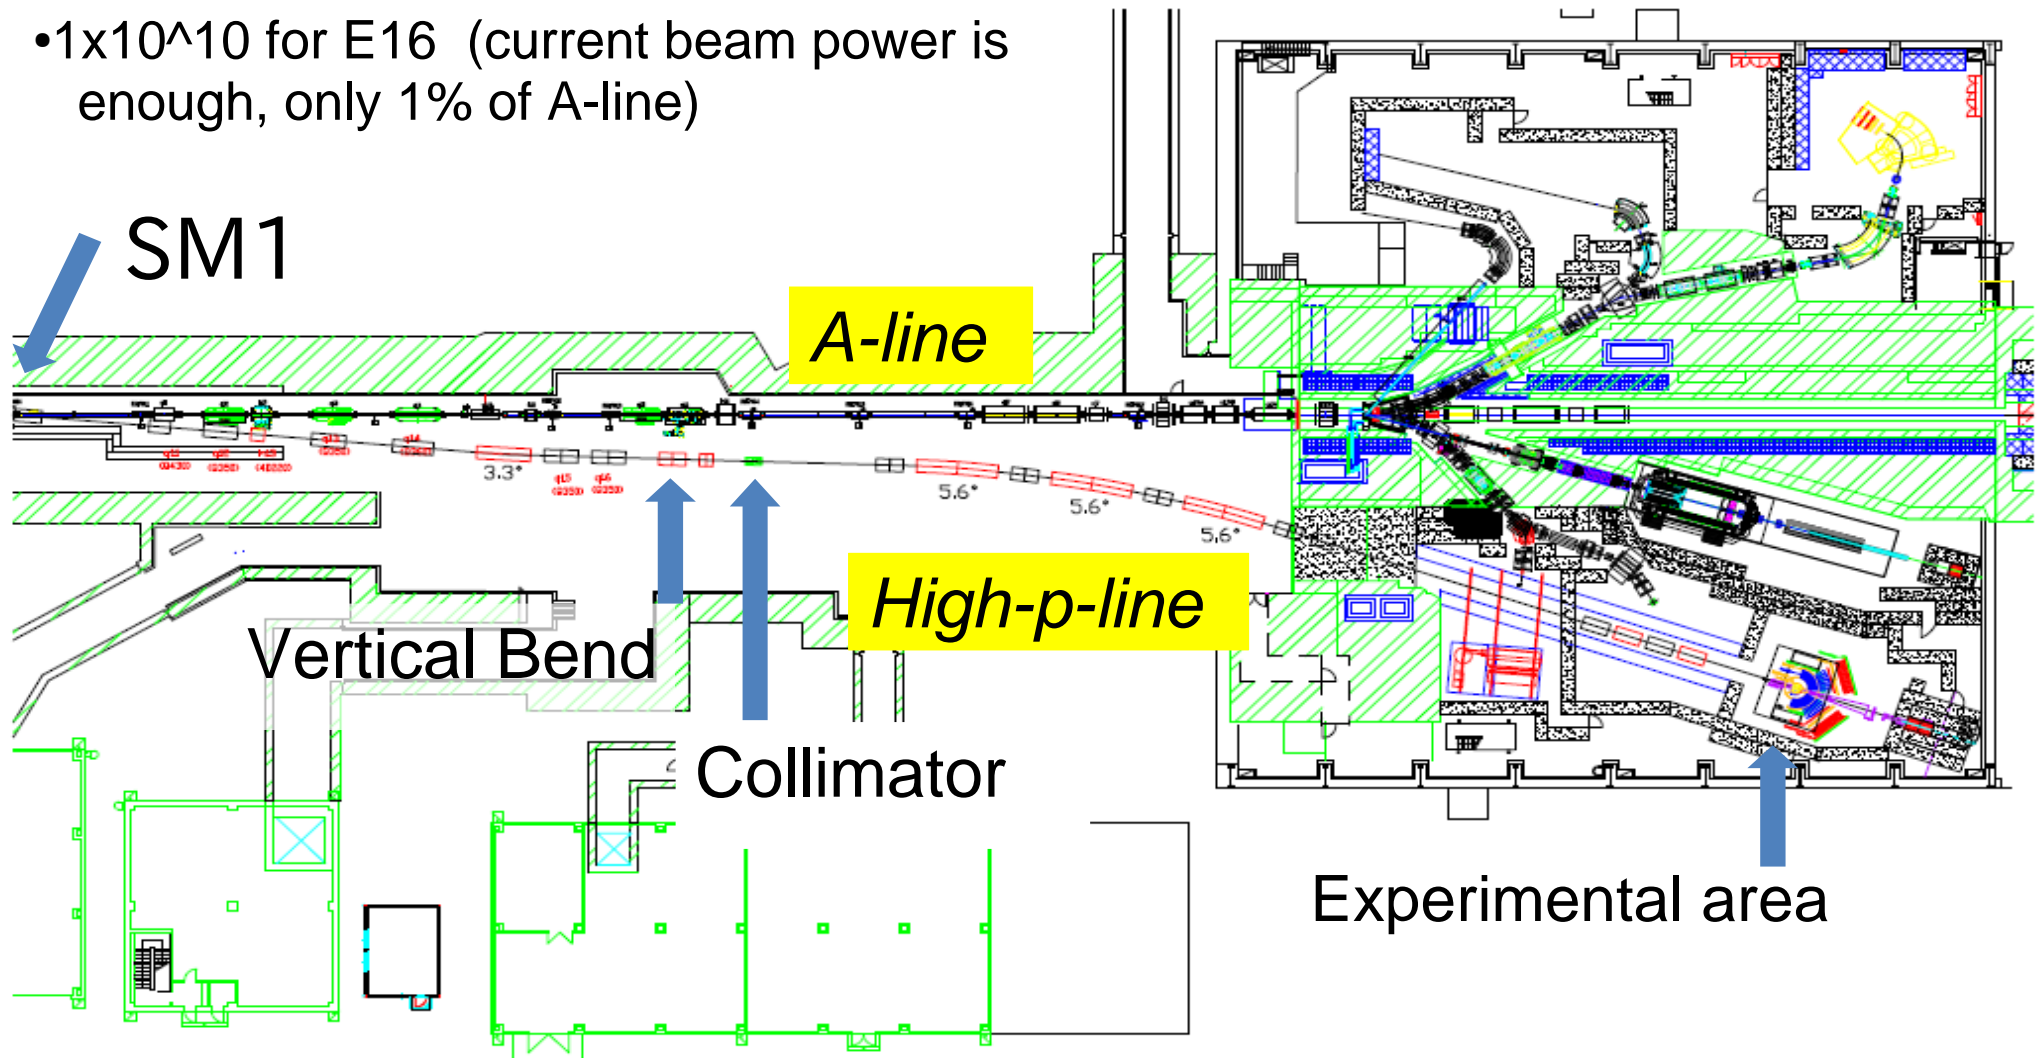 •1x10^10 for E16 (current beam power is
enough, only 1% of A-line)
SM1
A-line
3.3°
5.6°
5.6°
5.6°
High-p-line
Vertical Bend
Collimator
Experimental area